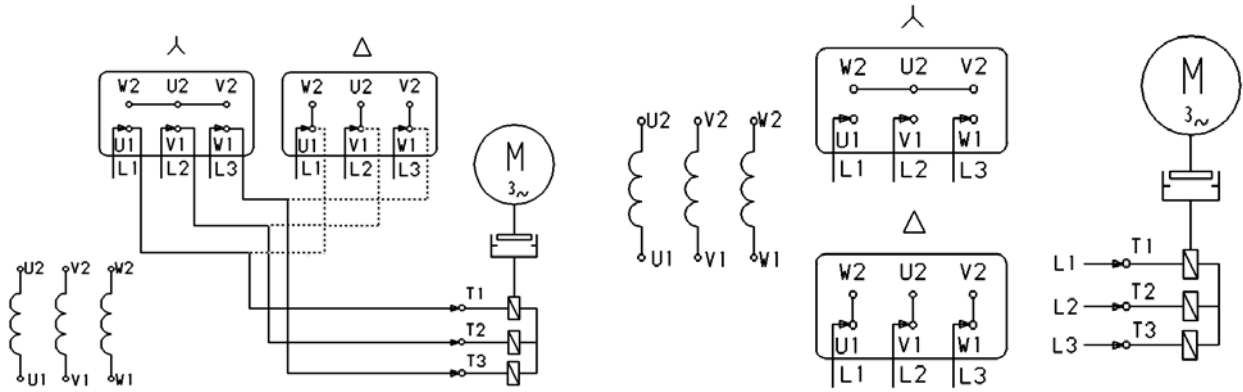 W2 U2 V2
U1 V1 W1
L1 L2 L3
W2 U2 V2
U1 V1 W1
L1 L2 L3
M
3~
T1
T2
T3
U2 V2 W2
U1 V1 W1
U2 V2 W2
U1 V1 W1
W2 U2 V2
U1 V1 W1
L1 L2 L3
W2 U2 V2
U1 V1 W1
L1 L2 L3
M
3~
L1 T1
L2 T2
L3 T3